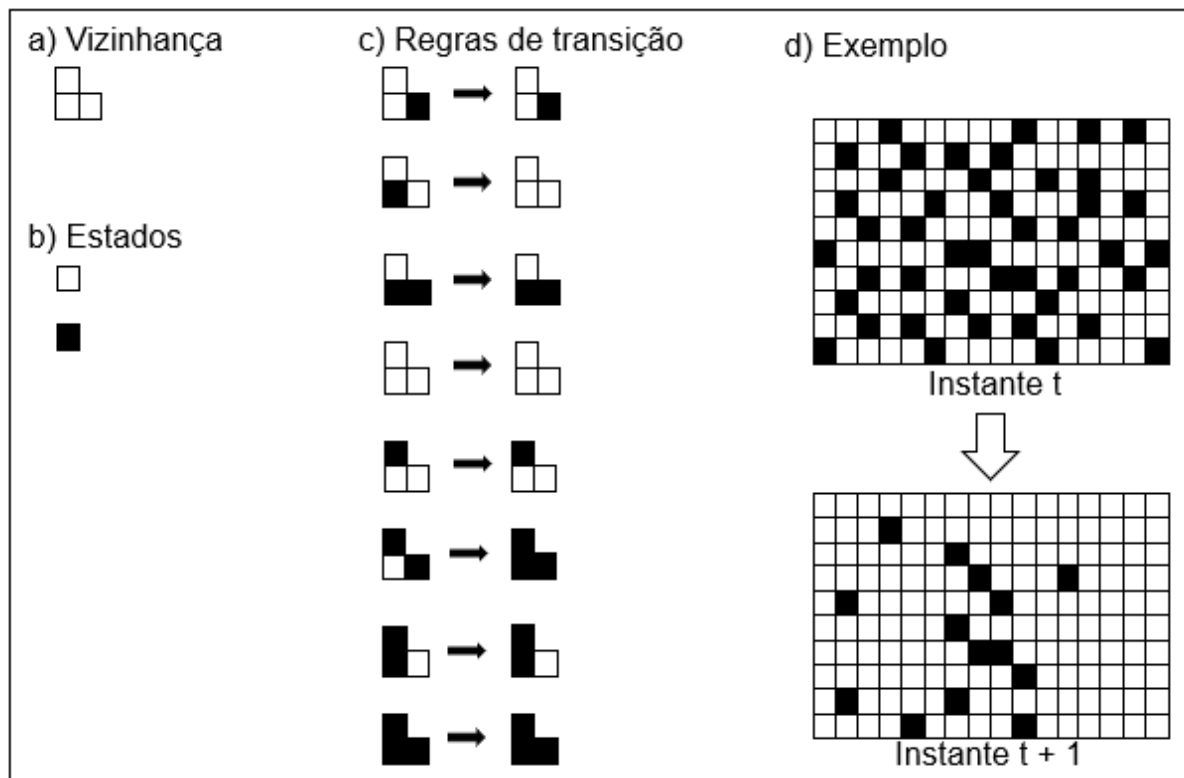 a) Vizinhança
b) Estados
c) Regras de transição
d) Exemplo
Instante t
Instante t + 1